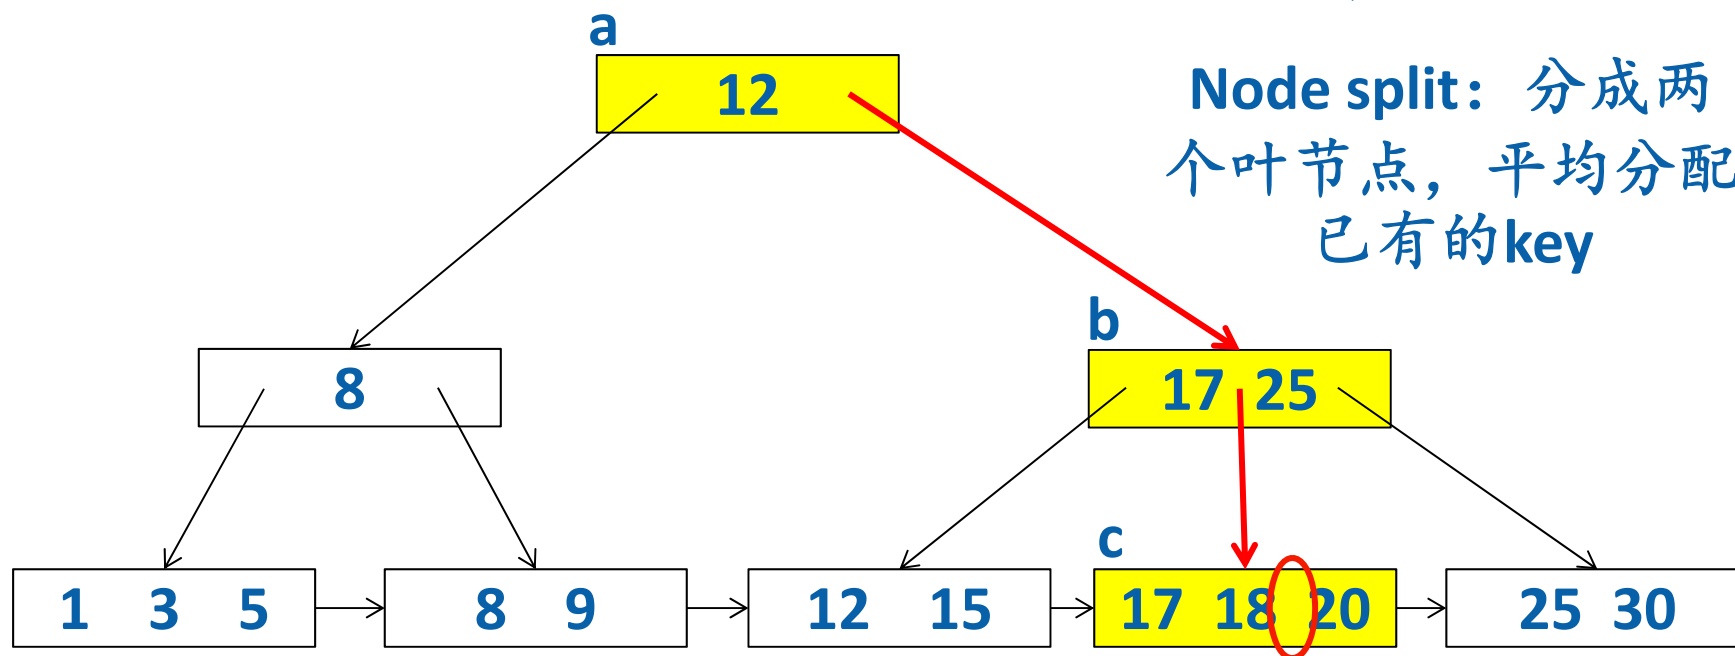 a
12
Node split：分成两
个叶节点，平均分配
已有的key
b
8
17 25
c
1 3 5
8 9
12 15
17 18 20
25 30